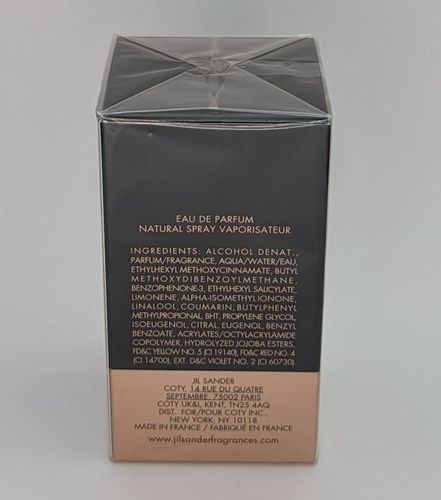 EAU DE PARFUM
NATURAL SPRAY VAPORISATEUR
INGREDIENTS: ALCOHOL DENAT.,
PARFUM/FRAGRANCE, AQUA/WATER/EAU,
ETHYLHEXYL METHOXYCINNAMATE, BUTYL
METHOXYDIBENZOYLMETHANE,
BENZOPHENONE-3, ETHYLHEXYL SALICYLATE,
LIMONENE, ALPHA-ISOMETHYL IONONE,
LINALOOL, COUMARIN, BUTYLPHENYL
METHYLPROPIONAL, BHT, PROPYLENE GLYCOL,
ISOEUGENOL, CITRAL, EUGENOL, BENZYL
BENZOATE, ACRYLATES/OCTYLACRYLAMIDE
COPOLYMER, HYDROLYZED JOJOBA ESTERS,
FD&C YELLOW NO. 5 (CI 19140), FD&C RED NO. 4
(CI 14700), EXT. D&C VIOLET NO. 2 (CI 60730).
JIL SANDER
COTY, 14 RUE DU QUATRE
SEPTEMBRE, 75002 PARIS
COTY UK&I, KENT, TN25 4AQ
DIST. FOR/POUR COTY INC.,
NEW YORK, NY 10118
MADE IN FRANCE / FABRIQUÉ EN FRANCE
www.jilsanderfragrances.com